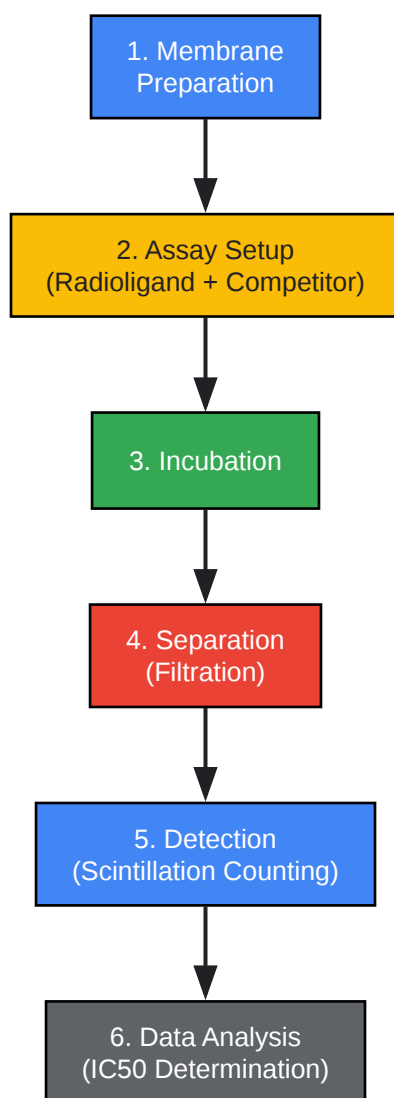 1. Membrane
Preparation
2. Assay Setup
(Radioligand + Competitor)
3. Incubation
4. Separation
(Filtration)
5. Detection
(Scintillation Counting)
6. Data Analysis
(IC50 Determination)